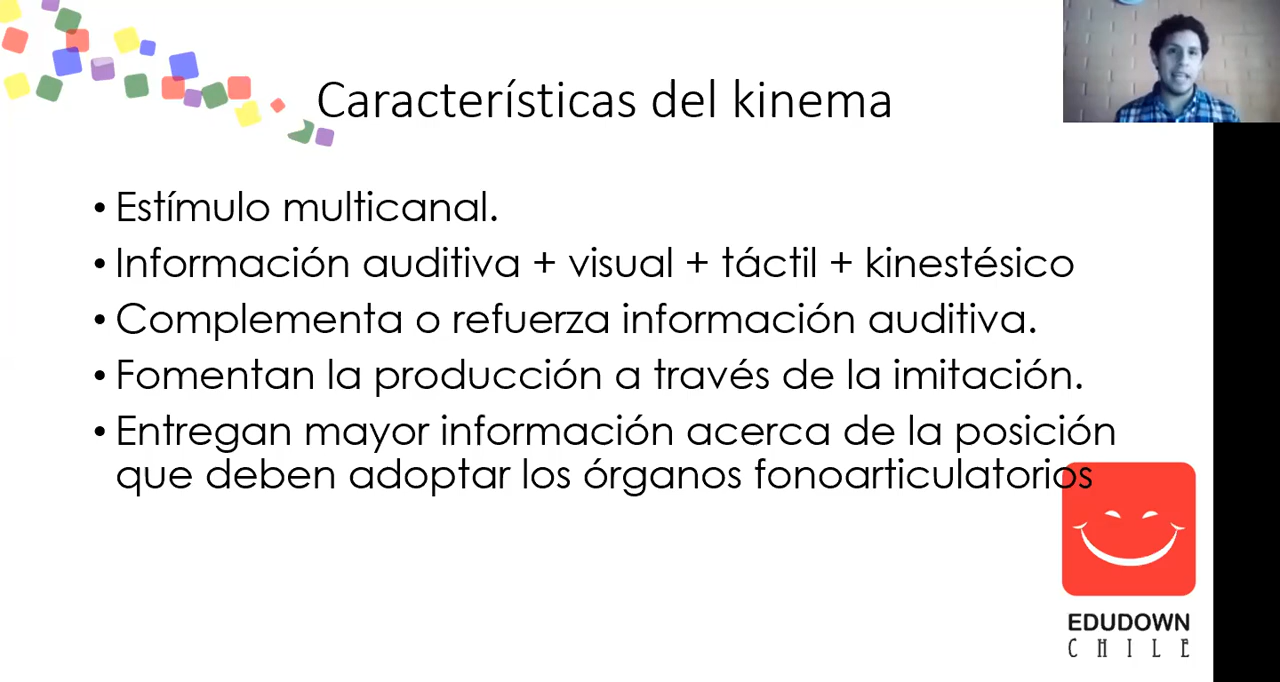 Características del kinema
• Estímulo multicanal.
• Información auditiva + visual + táctil + kinestésico
• Complementa o refuerza información auditiva.
• Fomentan la producción a través de la imitación.
• Entregan mayor información acerca de la posición
que deben adoptar los órganos fonoarticulatorios
EDUDOWN
CHILE